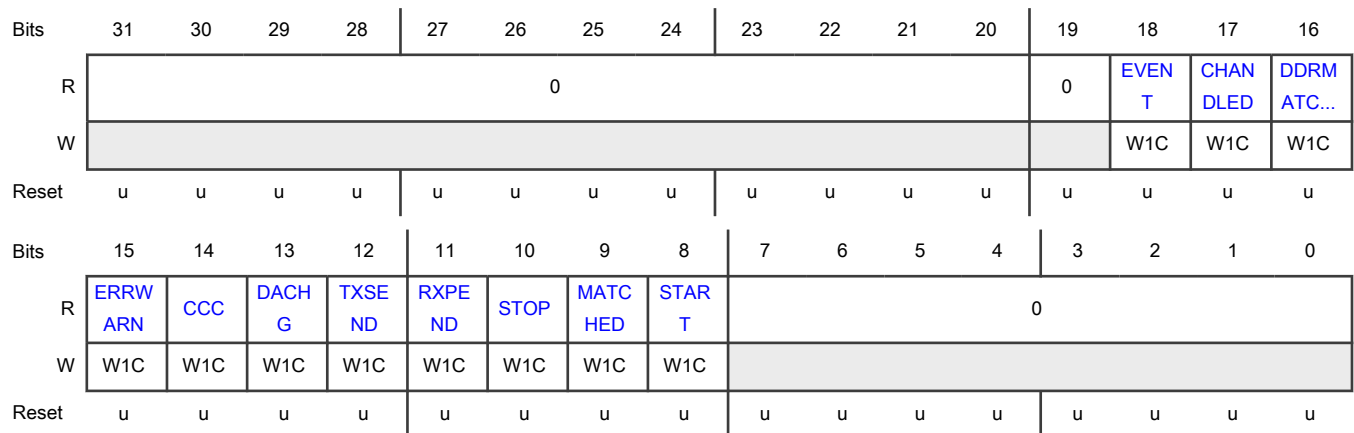 Bits 31 30 29 28 27 26 25 24 23 22 21 20 19 18 17 16
R 0 0 EVEN CHAN DDRM
T DLED ATC...
W W1C W1C W1C
Reset u u u u u u u u u u u u u u u u
Bits 15 14 13 12 11 10 9 8 7 6 5 4 3 2 1 0
R ERRW CCC DACH TXSE RXPE STOP MATC STAR 0
ARN G ND ND HED T
W W1C W1C W1C W1C W1C W1C W1C W1C
Reset u u u u u u u u u u u u u u u u